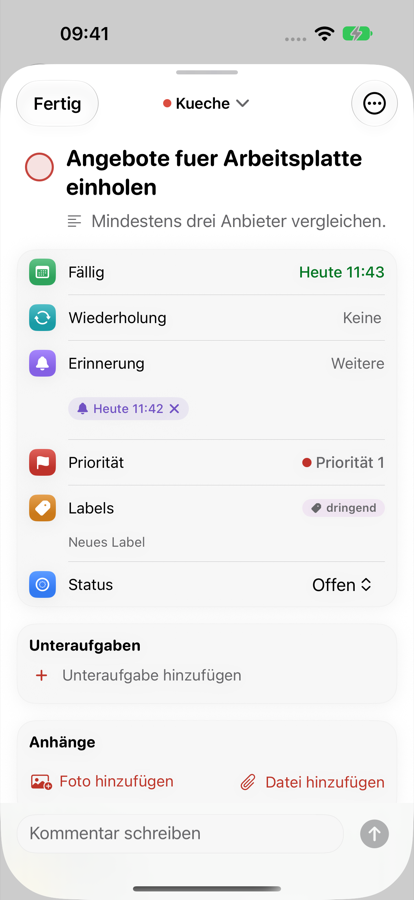 09:41
Fertig
Kueche
Angebote fuer Arbeitsplatte
einholen
Mindestens drei Anbieter vergleichen.
Fällig
Heute 11:43
Wiederholung
Keine
Erinnerung
Weitere
Heute 11:42
Priorität
Priorität 1
Labels
dringend
Neues Label
Status
Offen
Unteraufgaben
Unteraufgabe hinzufügen
Anhänge
Foto hinzufügen
Datei hinzufügen
Kommentar schreiben